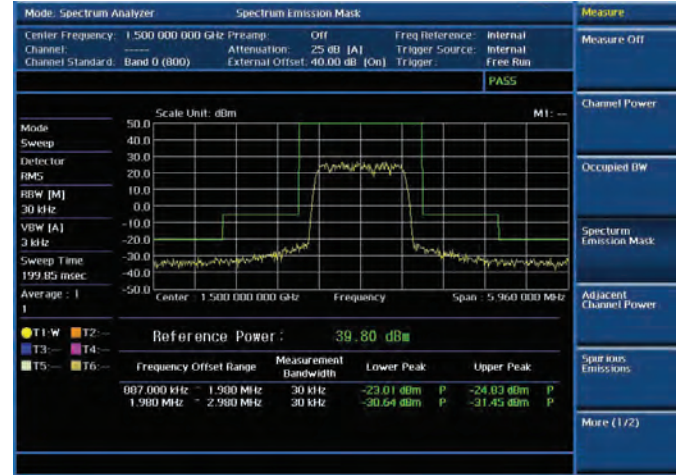 Mode: Spectrum Analyzer Spectrum Emission Mask
Measure
Center Frequency: 1.500 000 000 GHz Preamp: Off Freq Reference: Internal
Channel: ----- Attenuation: 25 dB [A] Trigger Source: Internal
Channel Standard: Band 0 (800) External Offset: 40.00 dB [On] Trigger: Free Run
PASS
Measure Off
Channel Power
Occupied BW
Specturm
Emission Mask
Adjacent
Channel Power
Spurious
Emissions
More (1/2)
Scale Unit: dBm M1: --
Mode
Sweep
Detector
RMS
RBW [M]
30 kHz
VBW [A]
3 kHz
Sweep Time
199.85 msec
Average : 1
1
T1-W T2:--
T3:-- T4:--
T5:-- T6:--
50.0
40.0
30.0
20.0
10.0
0.0
-10.0
-20.0
-30.0
-40.0
-50.0
Center : 1.500 000 000 GHz Frequency Span : 5.960 000 MHz
Reference Power: 39.80 dBm
Frequency Offset Range Measurement Bandwidth Lower Peak Upper Peak
887.000 kHz ~ 1.980 MHz 30 kHz -23.01 dBm P -24.83 dBm P
1.980 MHz ~ 2.980 MHz 30 kHz -30.64 dBm P -31.45 dBm P